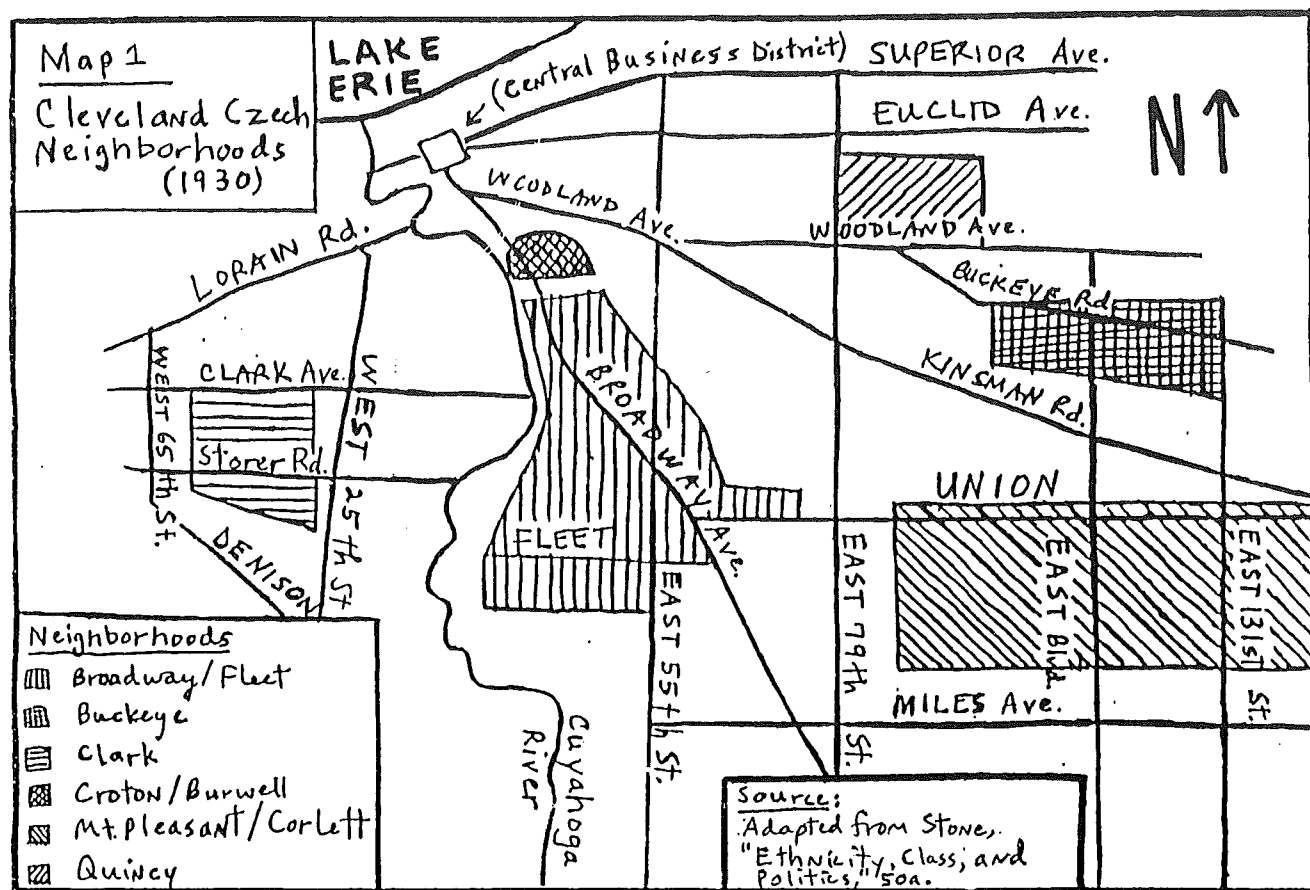 Map 1
Cleveland Czech
Neighborhoods
(1930)
LAKE
ERIE
(Central Business District)
SUPERIOR Ave.
EUCLID Ave.
N
WOODLAND Ave.
WOODLAND Ave.
LORAIN Rd.
BUCKEYE Rd.
KINSMAN Rd.
CLARK Ave.
WEST 65th St.
WEST 25th St
Storer Rd.
DENISON
BROADWAY Ave.
FLEET
UNION
EAST 55th St.
EAST 79th St.
EAST Blvd.
EAST 131st St.
MILES Ave.
Cuyahoga
River
Neighborhoods
Broadway/Fleet
Buckeye
Clark
Croton/Burwell
Mt. Pleasant/Corlett
Quincy
Source:
Adapted from Stone,
"Ethnicity, Class, and
Politics," 50a.